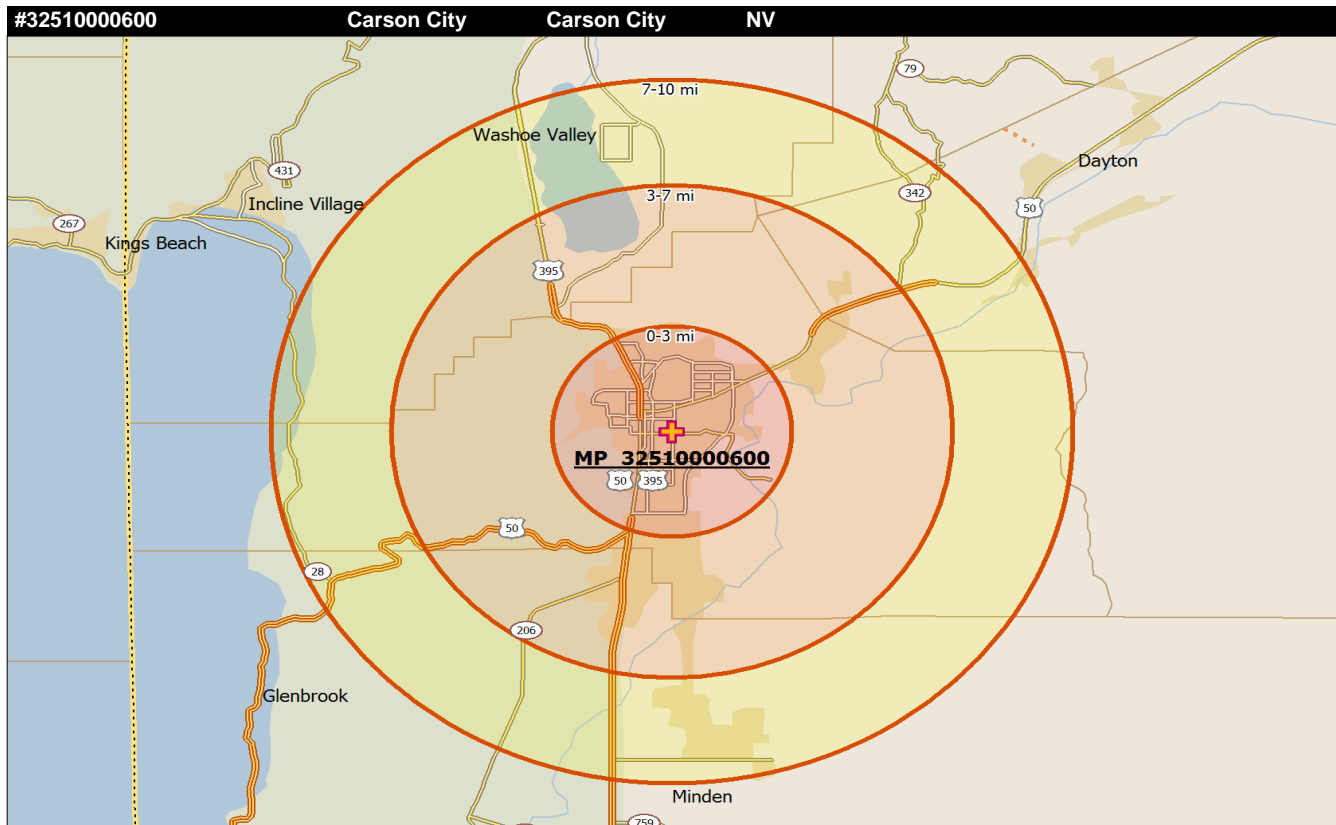 #32510000600 Carson City Carson City NV
79
7-10 mi
Washoe Valley
Dayton
431
342
3-7 mi
Incline Village
50
267
Kings Beach
395
0-3 mi
MP 32510000600
50 395
50
28
206
Glenbrook
Minden
759